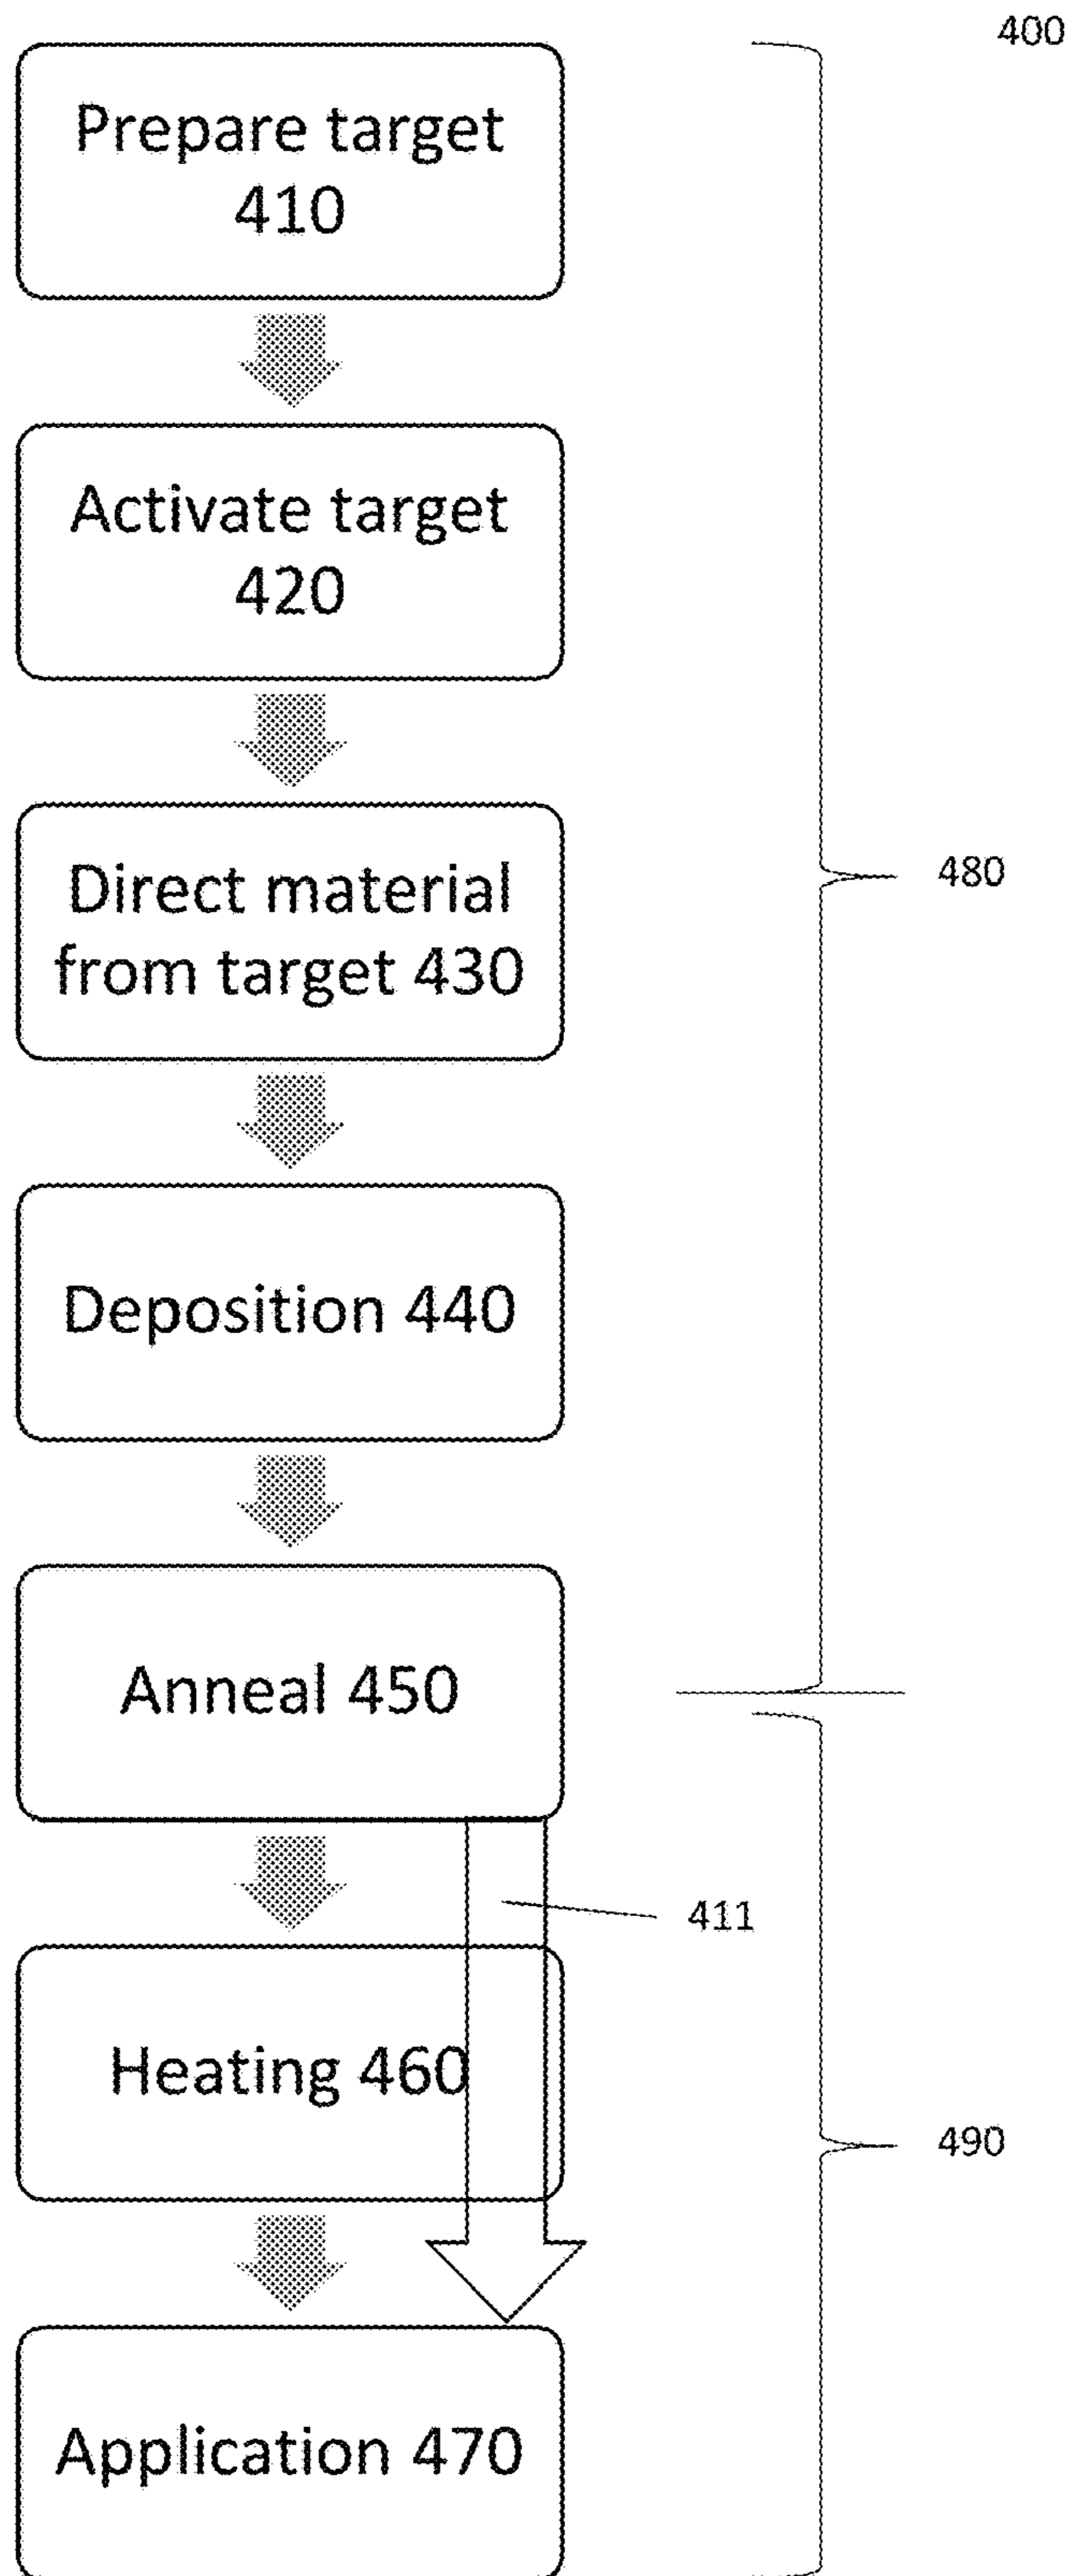 400
Prepare target
410
Activate target
420
Direct material
from target 430
480
Deposition 440
Anneal 450
411
Heating 460
490
Application 470